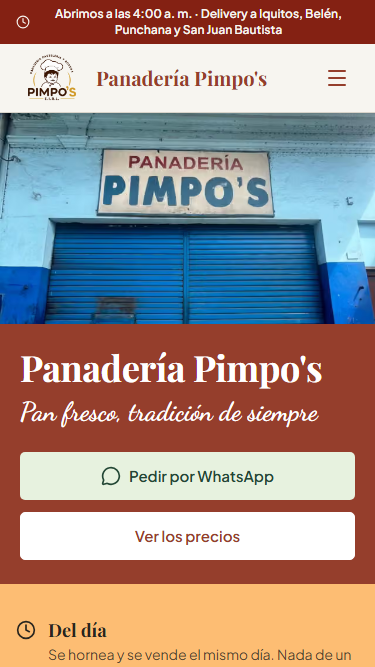 Abrimos a las 4:00 a. m. · Delivery a Iquitos, Belén,
Punchana y San Juan Bautista
PIMPO'S
E.I.R.L.
Panadería Pimpo's
PANADERÍA
PIMPO'S
Panadería Pimpo's
Pan fresco, tradición de siempre
Pedir por WhatsApp
Ver los precios
Del día
Se hornea y se vende el mismo día. Nada de un